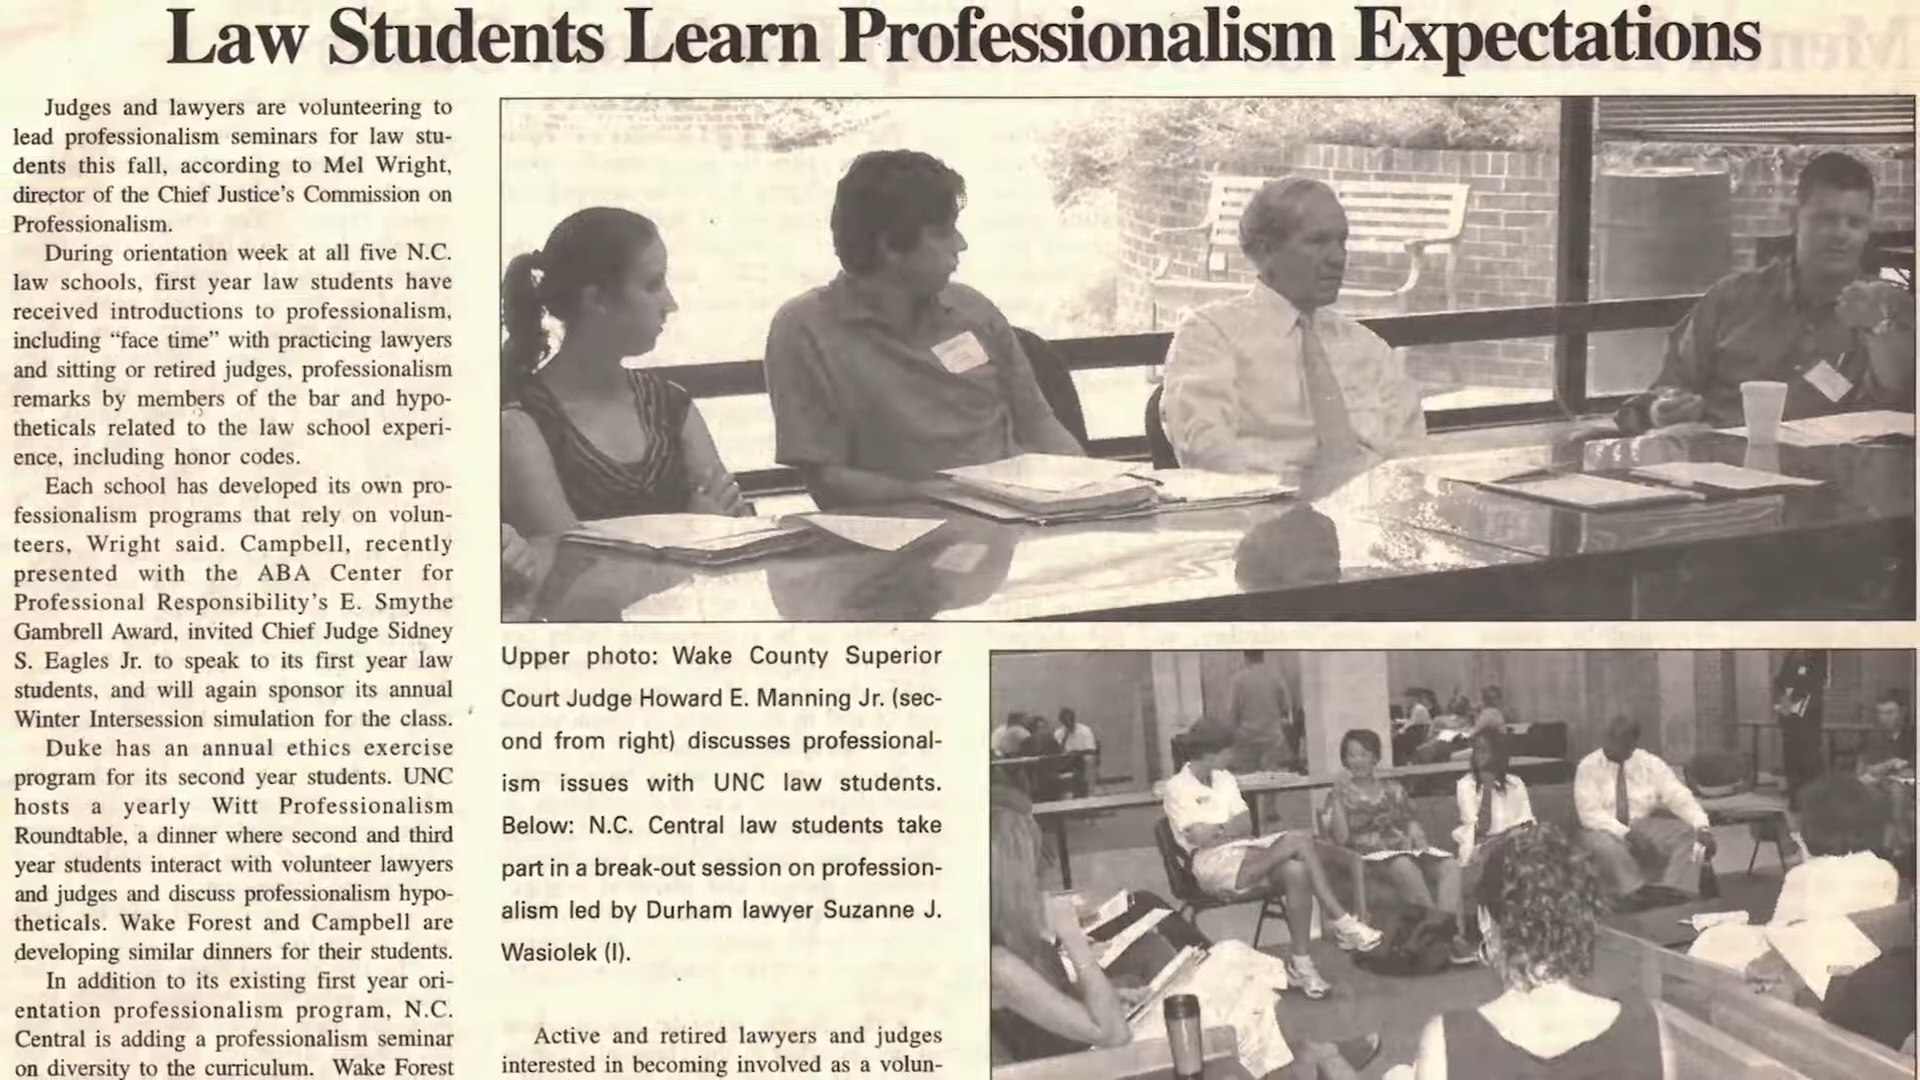 Law Students Learn Professionalism Expectations
Judges and lawyers are volunteering to
lead professionalism seminars for law stu-
dents this fall, according to Mel Wright,
director of the Chief Justice's Commission on
Professionalism.
During orientation week at all five N.C.
law schools, first year law students have
received introductions to professionalism,
including “face time” with practicing lawyers
and sitting or retired judges, professionalism
remarks by members of the bar and hypo-
theticals related to the law school experi-
ence, including honor codes.
Each school has developed its own pro-
fessionalism programs that rely on volun-
teers, Wright said. Campbell, recently
presented with the ABA Center for
Professional Responsibility's E. Smythe
Gambrell Award, invited Chief Judge Sidney
S. Eagles Jr. to speak to its first year law
students, and will again sponsor its annual
Winter Intersession simulation for the class.
Duke has an annual ethics exercise
program for its second year students. UNC
hosts a yearly Witt Professionalism
Roundtable, a dinner where second and third
year students interact with volunteer lawyers
and judges and discuss professionalism hypo-
theticals. Wake Forest and Campbell are
developing similar dinners for their students.
In addition to its existing first year ori-
entation professionalism program, N.C.
Central is adding a professionalism seminar
on diversity to the curriculum. Wake Forest
Upper photo: Wake County Superior
Court Judge Howard E. Manning Jr. (sec-
ond from right) discusses professional-
ism issues with UNC law students.
Below: N.C. Central law students take
part in a break-out session on profession-
alism led by Durham lawyer Suzanne J.
Wasiolek (l).
Active and retired lawyers and judges
interested in becoming involved as a volun-